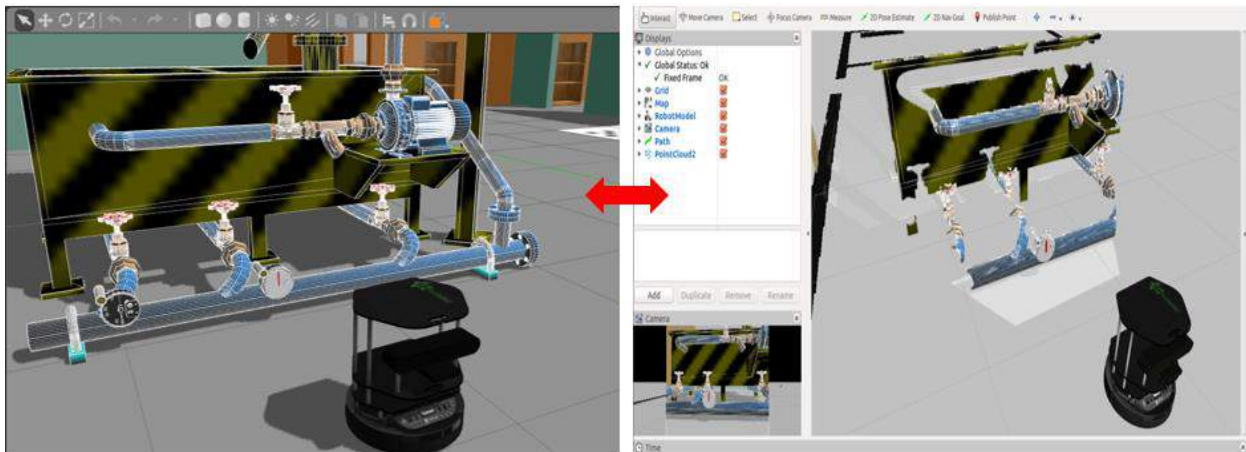 Interact Move Camera Select Focus Camera Measure 2D Pose Estimate 2D Nav Goal Publish Point
Displays
Global Options
Global Status: Ok
Fixed Frame OK
Grid
Map
RobotModel
Camera
Path
PointCloud2
Add Duplicate Remove Rename
Camera
Time